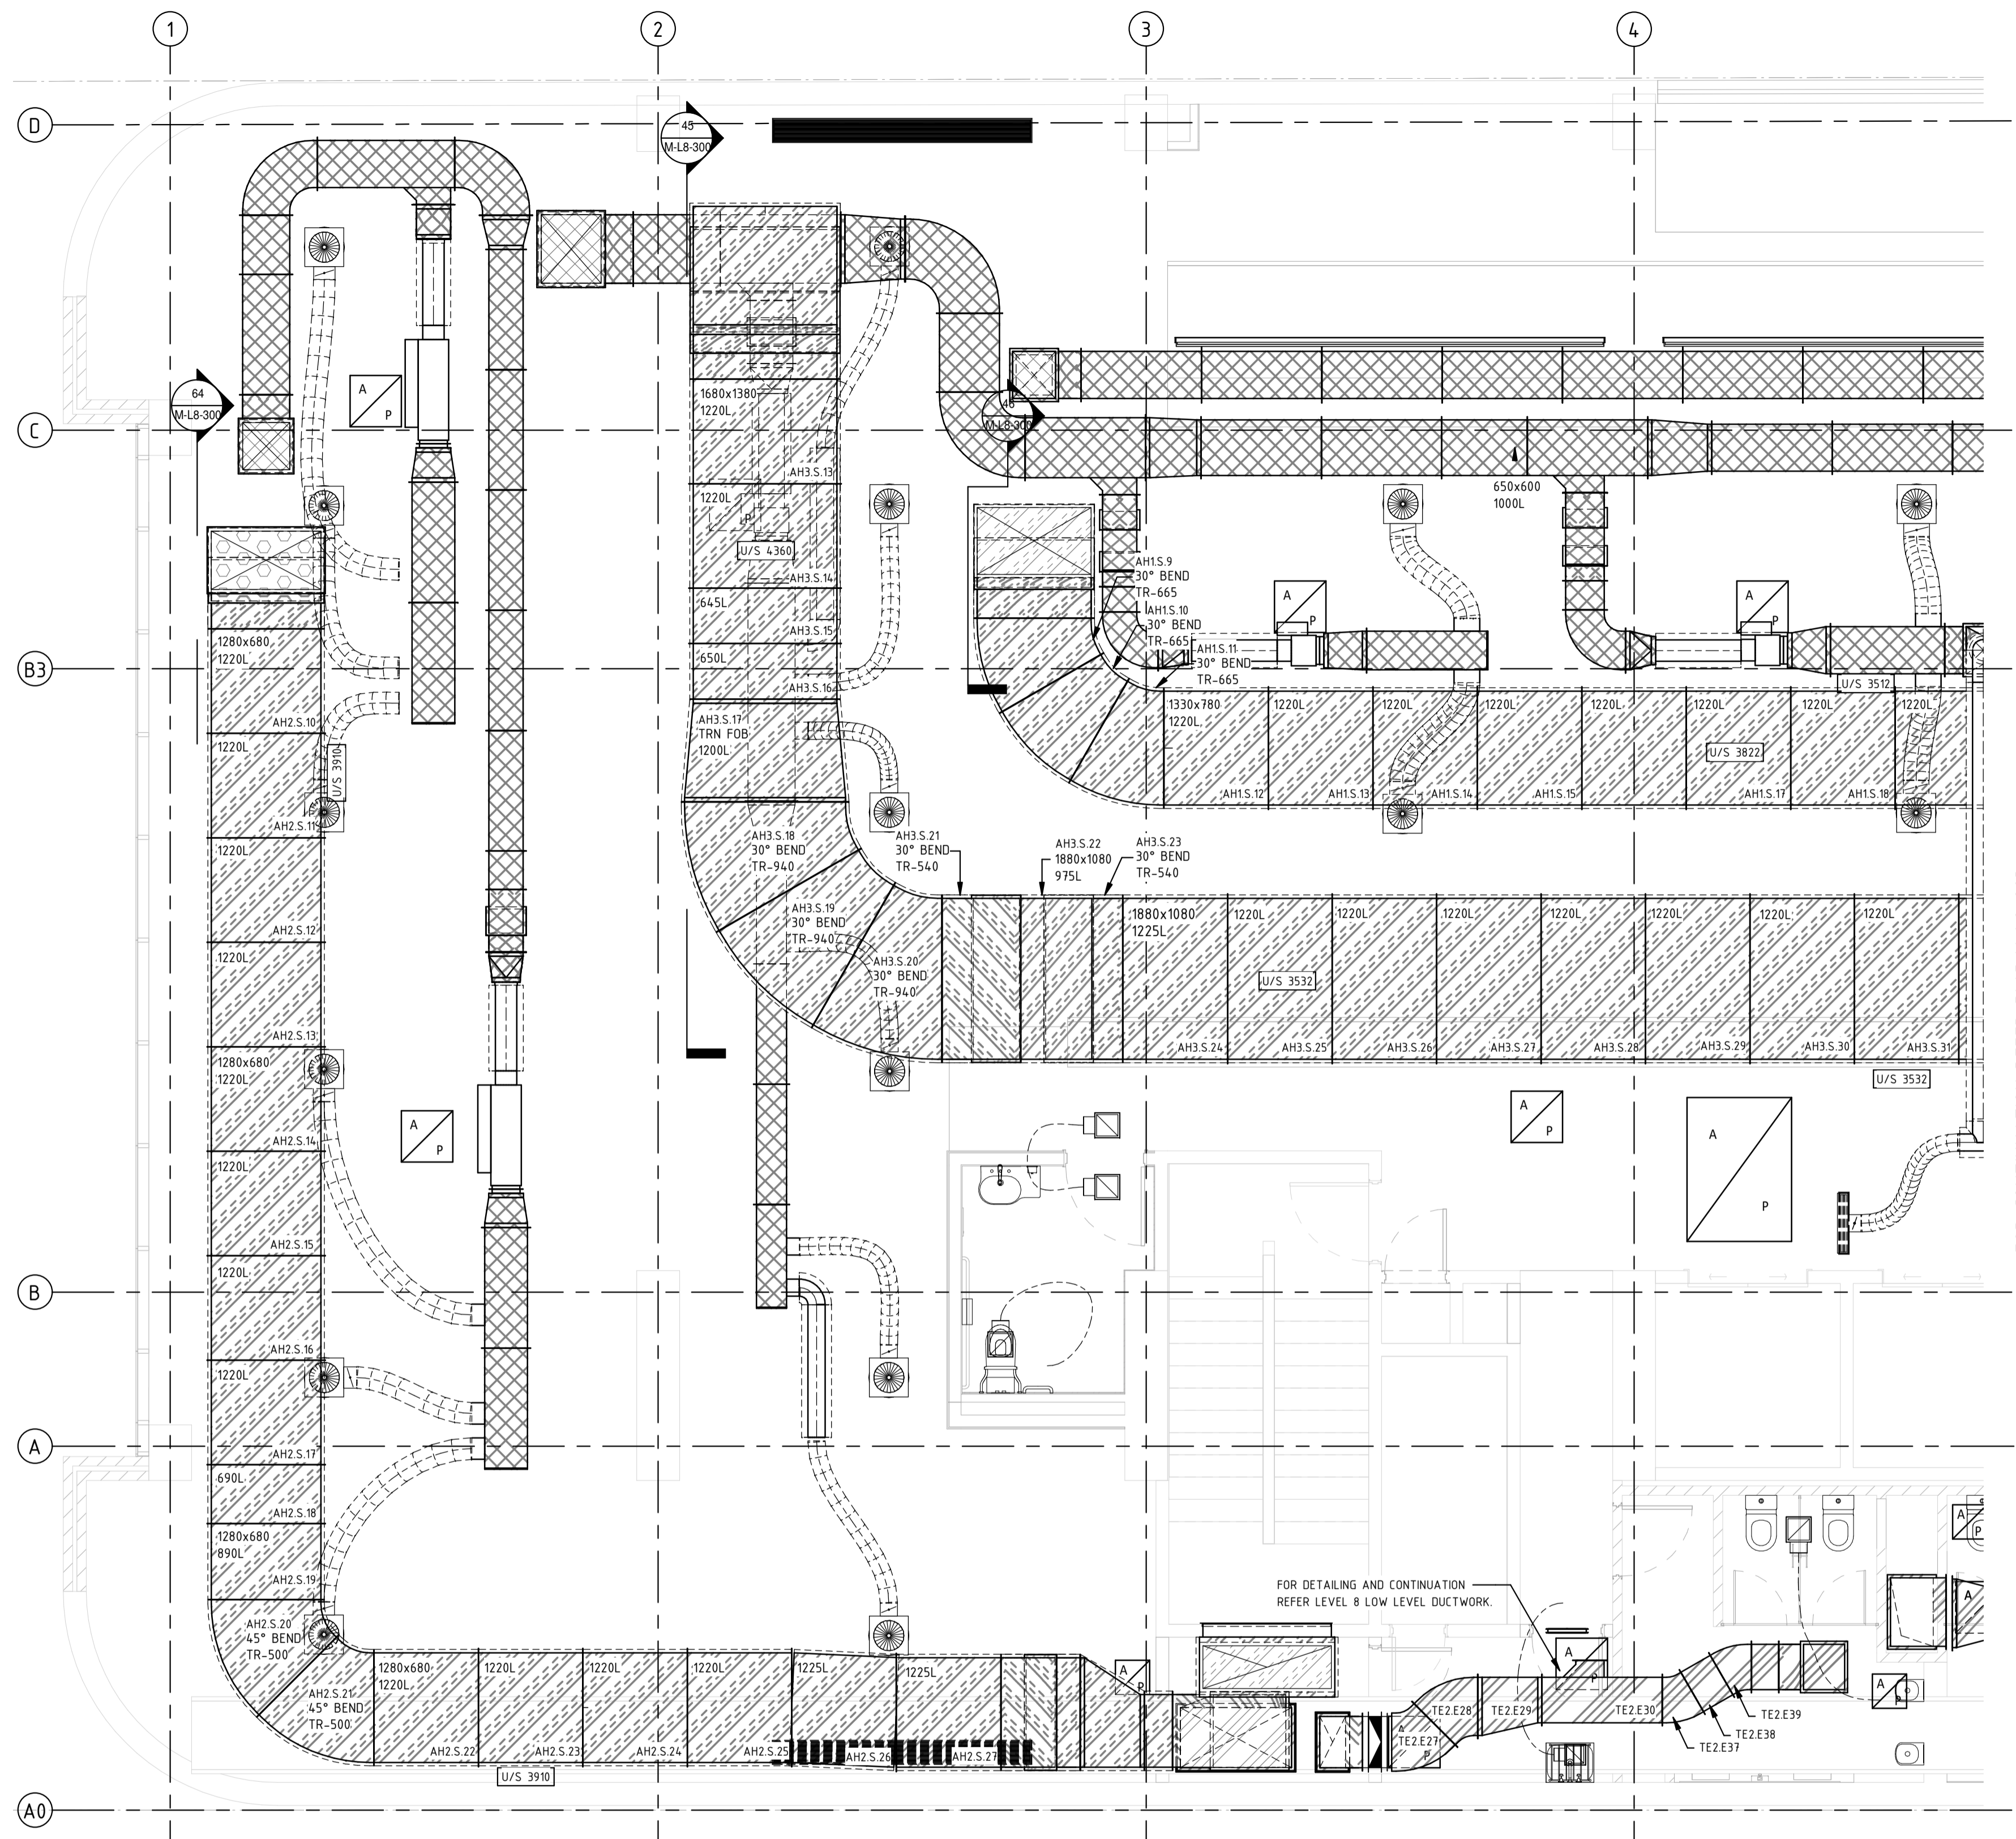 1
2
3
4
D
C
B3
B
A
A0
45
M-L8-300
64
M-L8-300
M-L8-300
A
P
1680x1380
1220L
AH3.S.13
1220L
P
U/S 4360
AH3.S.14
645L
AH3.S.15
650L
AH3.S.16
AH3.S.17
TRN FOB
1200L
AH3.S.18
30° BEND
TR-940
AH3.S.19
30° BEND
TR-940
AH3.S.20
30° BEND
TR-940
AH3.S.21
30° BEND
TR-540
AH3.S.22
1880x1080
975L
AH3.S.23
30° BEND
TR-540
1880x1080
1225L
1220L
1220L
1220L
1220L
1220L
1220L
1220L
U/S 3532
AH3.S.24
AH3.S.25
AH3.S.26
AH3.S.27
AH3.S.28
AH3.S.29
AH3.S.30
AH3.S.31
U/S 3532
650x600
1000L
AH1.S.9
30° BEND
TR-665
AH1.S.10
30° BEND
TR-665
AH1.S.11
30° BEND
TR-665
A
P
A
P
U/S 3512
1330x780
1220L
1220L
1220L
1220L
1220L
1220L
1220L
1220L
U/S 3822
AH1.S.12
AH1.S.13
AH1.S.14
AH1.S.15
AH1.S.17
AH1.S.18
1280x680
1220L
AH2.S.10
1220L
U/S 3910
AH2.S.11
1220L
AH2.S.12
1220L
AH2.S.13
1280x680
1220L
AH2.S.14
1220L
AH2.S.15
1220L
AH2.S.16
1220L
AH2.S.17
690L
AH2.S.18
1280x680
890L
AH2.S.19
AH2.S.20
45° BEND
TR-500
AH2.S.21
45° BEND
TR-500
1280x680
1220L
1220L
1220L
1220L
1225L
1225L
AH2.S.22
AH2.S.23
AH2.S.24
AH2.S.25
AH2.S.26
AH2.S.27
U/S 3910
A
P
A
P
A
P
FOR DETAILING AND CONTINUATION
REFER LEVEL 8 LOW LEVEL DUCTWORK.
A
P
A
P
A
P
A
P
A
P
A
TE2.E27
TE2.E28
TE2.E29
TE2.E30
TE2.E37
TE2.E38
TE2.E39